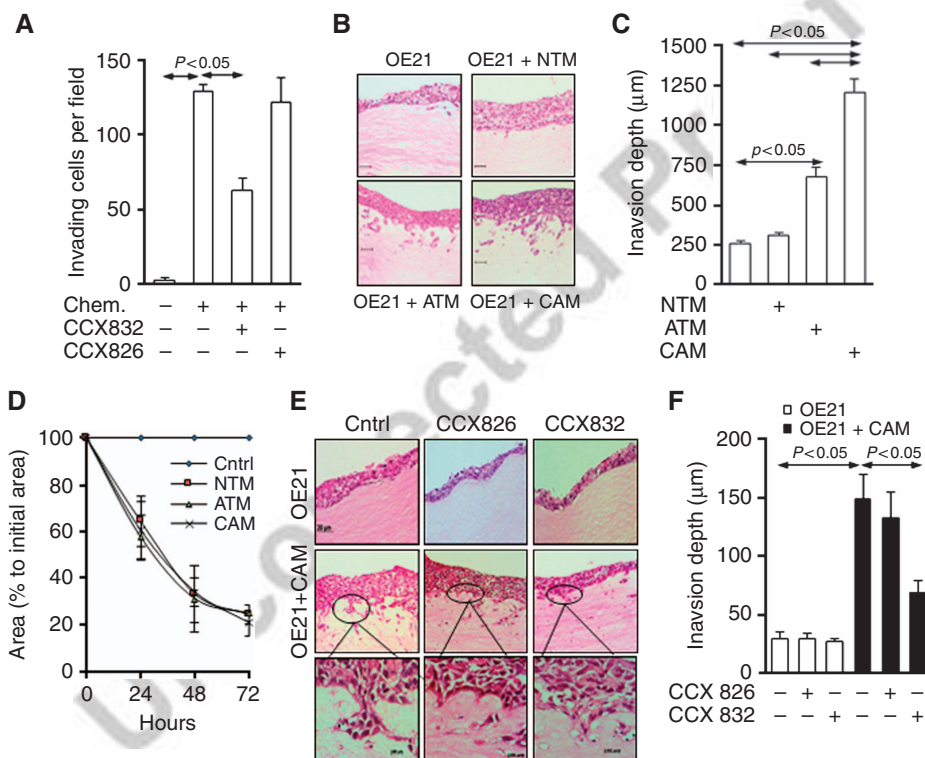 A
P<0.05
Invading cells per field
150
100
50
0
Chem. – + + +
CCX832 – – + –
CCX826 – – – +
B
OE21 OE21 + NTM
OE21 + ATM OE21 + CAM
C
P<0.05
p<0.05
Inavsion depth (μm)
1500
1250
1000
750
500
250
0
NTM +
ATM +
CAM +
D
Area (% to initial area)
100
80
60
40
20
0
0 24 48 72
Hours
Cntrl
NTM
ATM
CAM
E
Cntrl CCX826 CCX832
OE21
OE21+CAM
F
OE21
OE21 + CAM
P<0.05 P<0.05
Inavsion depth (μm)
200
150
100
50
0
CCX 826 – + – – + –
CCX 832 – – + – – +